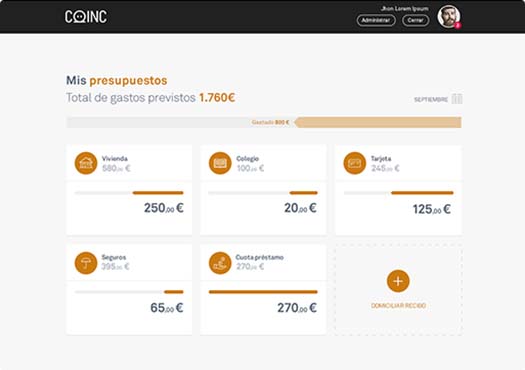 COINC
Jhon Lorem Ipsum
Administrar
Cerrar
Mis presupuestos
Total de gastos previstos 1.760€
SEPTIEMBRE
Gastado 800 €
Vivienda
580,00 €
250,00 €
Colegio
100,00 €
20,00 €
Tarjeta
245,00 €
125,00 €
Seguros
395,00 €
65,00 €
Cuota préstamo
270,00 €
270,00 €
DOMICILIAR RECIBO